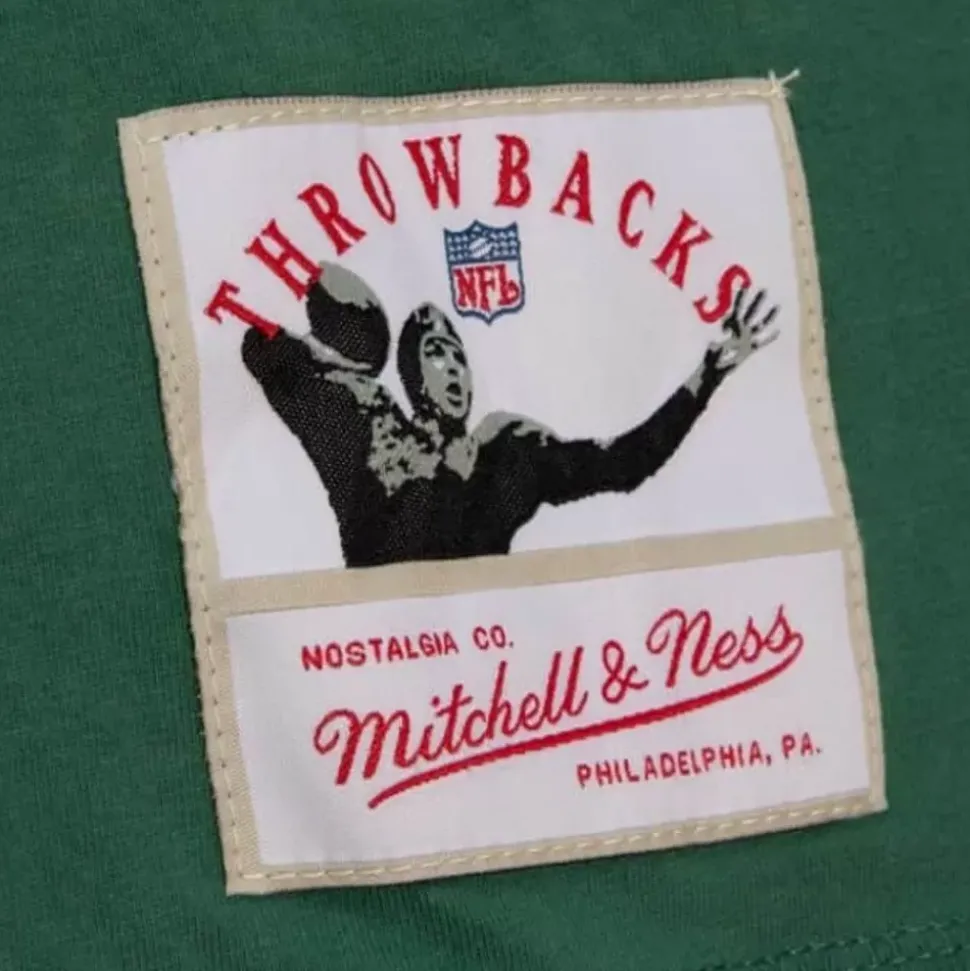 THROWBACKS
NFL
NOSTALGIA CO.
Mitchell & Ness
PHILADELPHIA, PA.